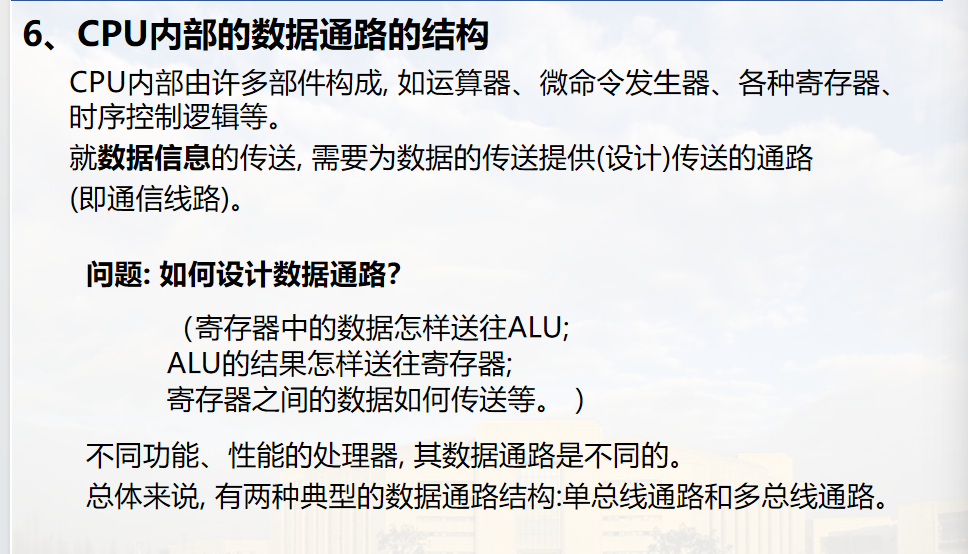 6、CPU内部的数据通路的结构
CPU内部由许多部件构成, 如运算器、微命令发生器、各种寄存器、
时序控制逻辑等。
就数据信息的传送, 需要为数据的传送提供(设计)传送的通路
(即通信线路)。
问题: 如何设计数据通路?
（寄存器中的数据怎样送往ALU;
ALU的结果怎样送往寄存器;
寄存器之间的数据如何传送等。 ）
不同功能、性能的处理器, 其数据通路是不同的。
总体来说, 有两种典型的数据通路结构:单总线通路和多总线通路。